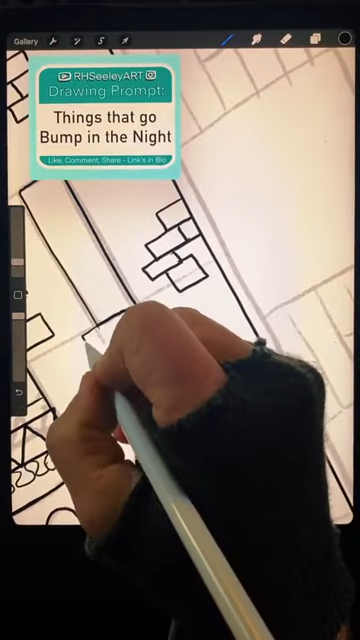 Gallery
RHSeeleyART
Drawing Prompt:
Things that go
Bump in the Night
Like, Comment, Share - Link's in Bio